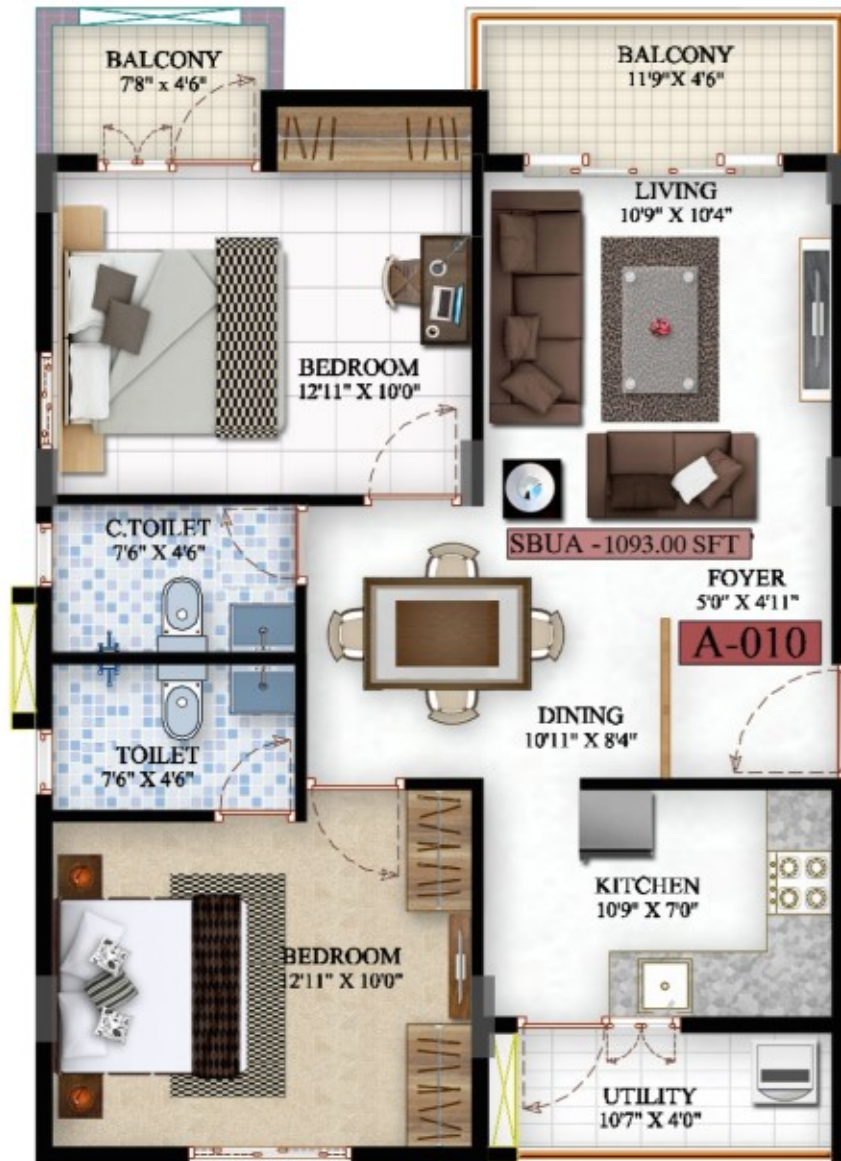 BALCONY
7'8" x 4'6"
BALCONY
11'9" X 4'6"
LIVING
10'9" X 10'4"
BEDROOM
12'11" X 10'0"
C.TOILET
7'6" X 4'6"
SBUA -1093.00 SFT
FOYER
5'0" X 4'11"
A-010
DINING
10'11" X 8'4"
TOILET
7'6" X 4'6"
KITCHEN
10'9" X 7'0"
BEDROOM
12'11" X 10'0"
UTILITY
10'7" X 4'0"